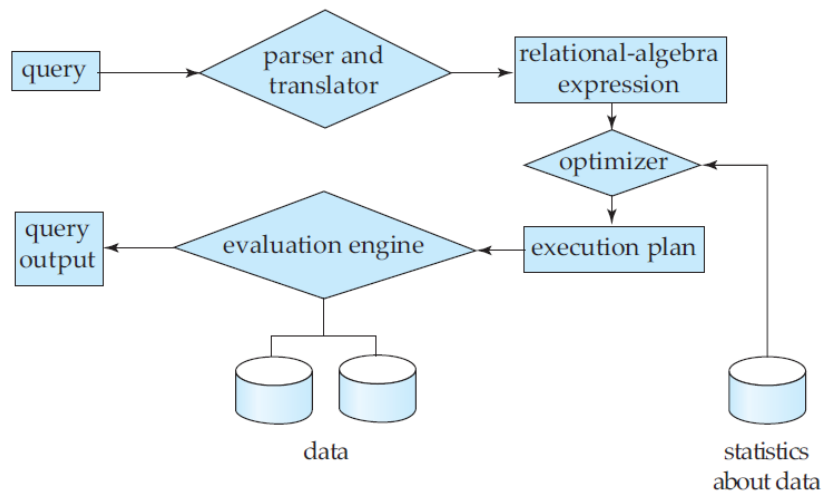 query
parser and
translator
relational-algebra
expression
optimizer
query
output
evaluation engine
execution plan
data
statistics
about data